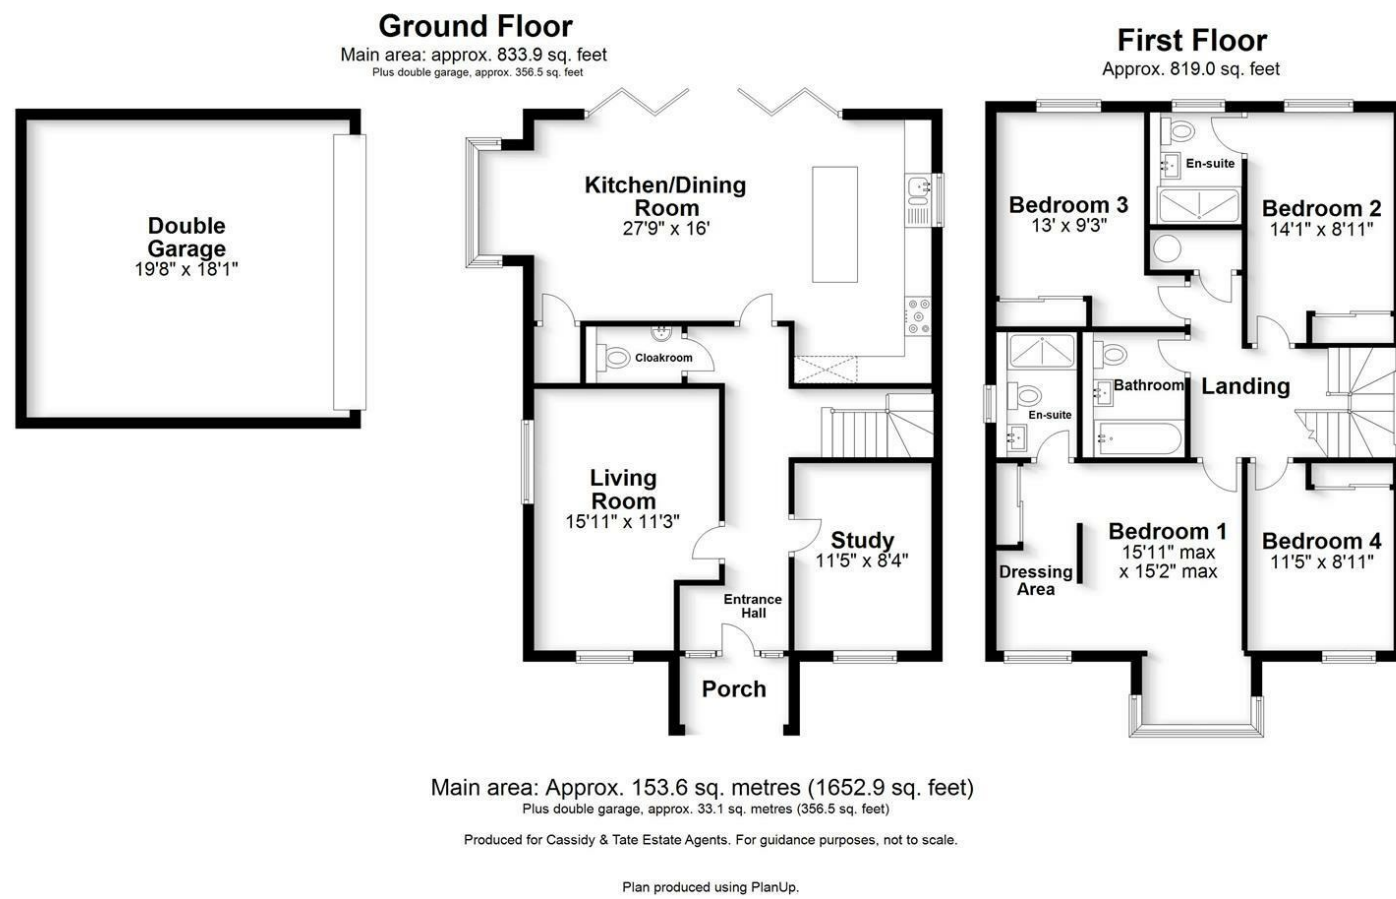 Ground Floor
Main area: approx. 833.9 sq. feet
Plus double garage, approx. 356.5 sq. feet
Double
Garage
19'8" x 18'1"
Kitchen/Dining
Room
27'9" x 16'
Cloakroom
Living
Room
15'11" x 11'3"
Study
11'5" x 8'4"
Entrance
Hall
Porch
First Floor
Approx. 819.0 sq. feet
Bedroom 3
13' x 9'3"
En-suite
Bedroom 2
14'1" x 8'11"
En-suite
Bathroom
Landing
Dressing
Area
Bedroom 1
15'11" max
x 15'2" max
Bedroom 4
11'5" x 8'11"
Main area: Approx. 153.6 sq. metres (1652.9 sq. feet)
Plus double garage, approx. 33.1 sq. metres (356.5 sq. feet)
Produced for Cassidy & Tate Estate Agents. For guidance purposes, not to scale.
Plan produced using PlanUp.